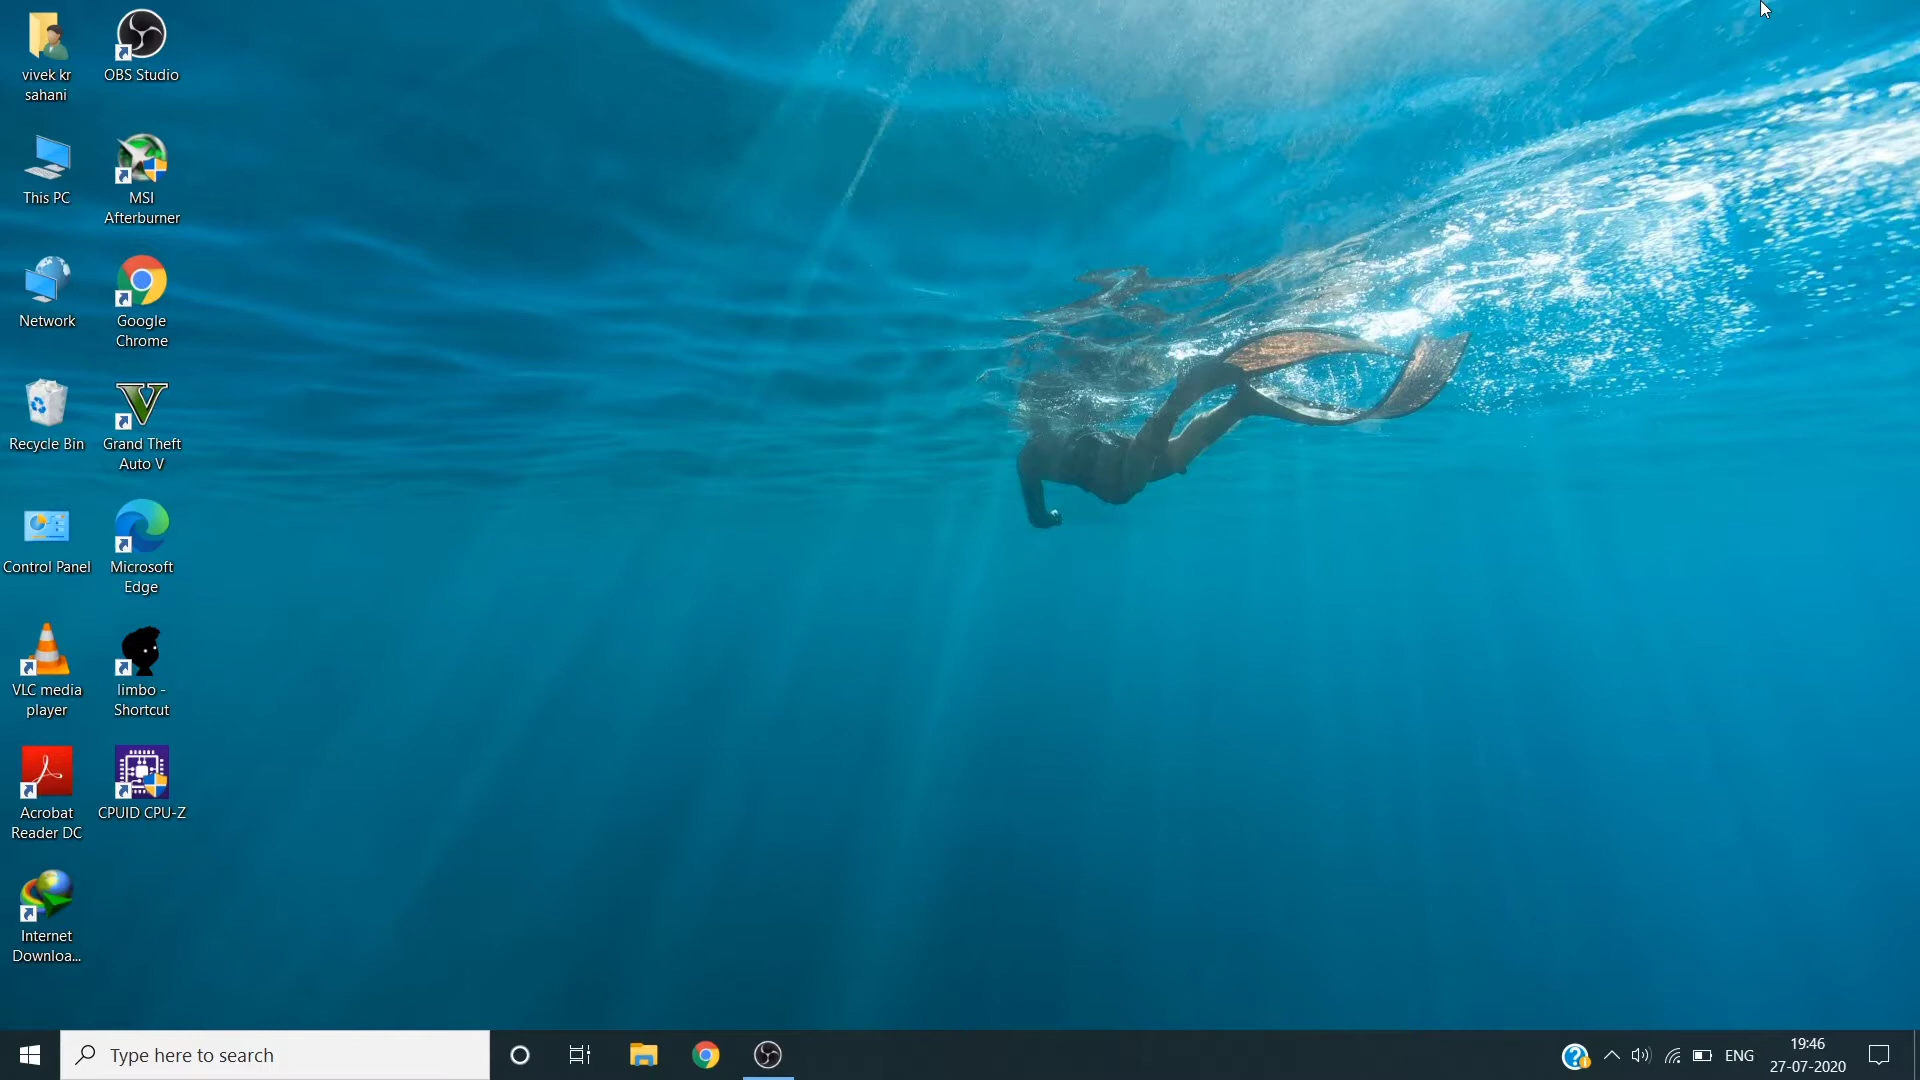 vivek kr
sahani
OBS Studio
This PC
MSI
Afterburner
Network
Google
Chrome
Recycle Bin
Grand Theft
Auto V
Control Panel
Microsoft
Edge
VLC media
player
limbo -
Shortcut
Acrobat
Reader DC
CPUID CPU-Z
Internet
Downloa...
Type here to search
ENG
19:46
27-07-2020